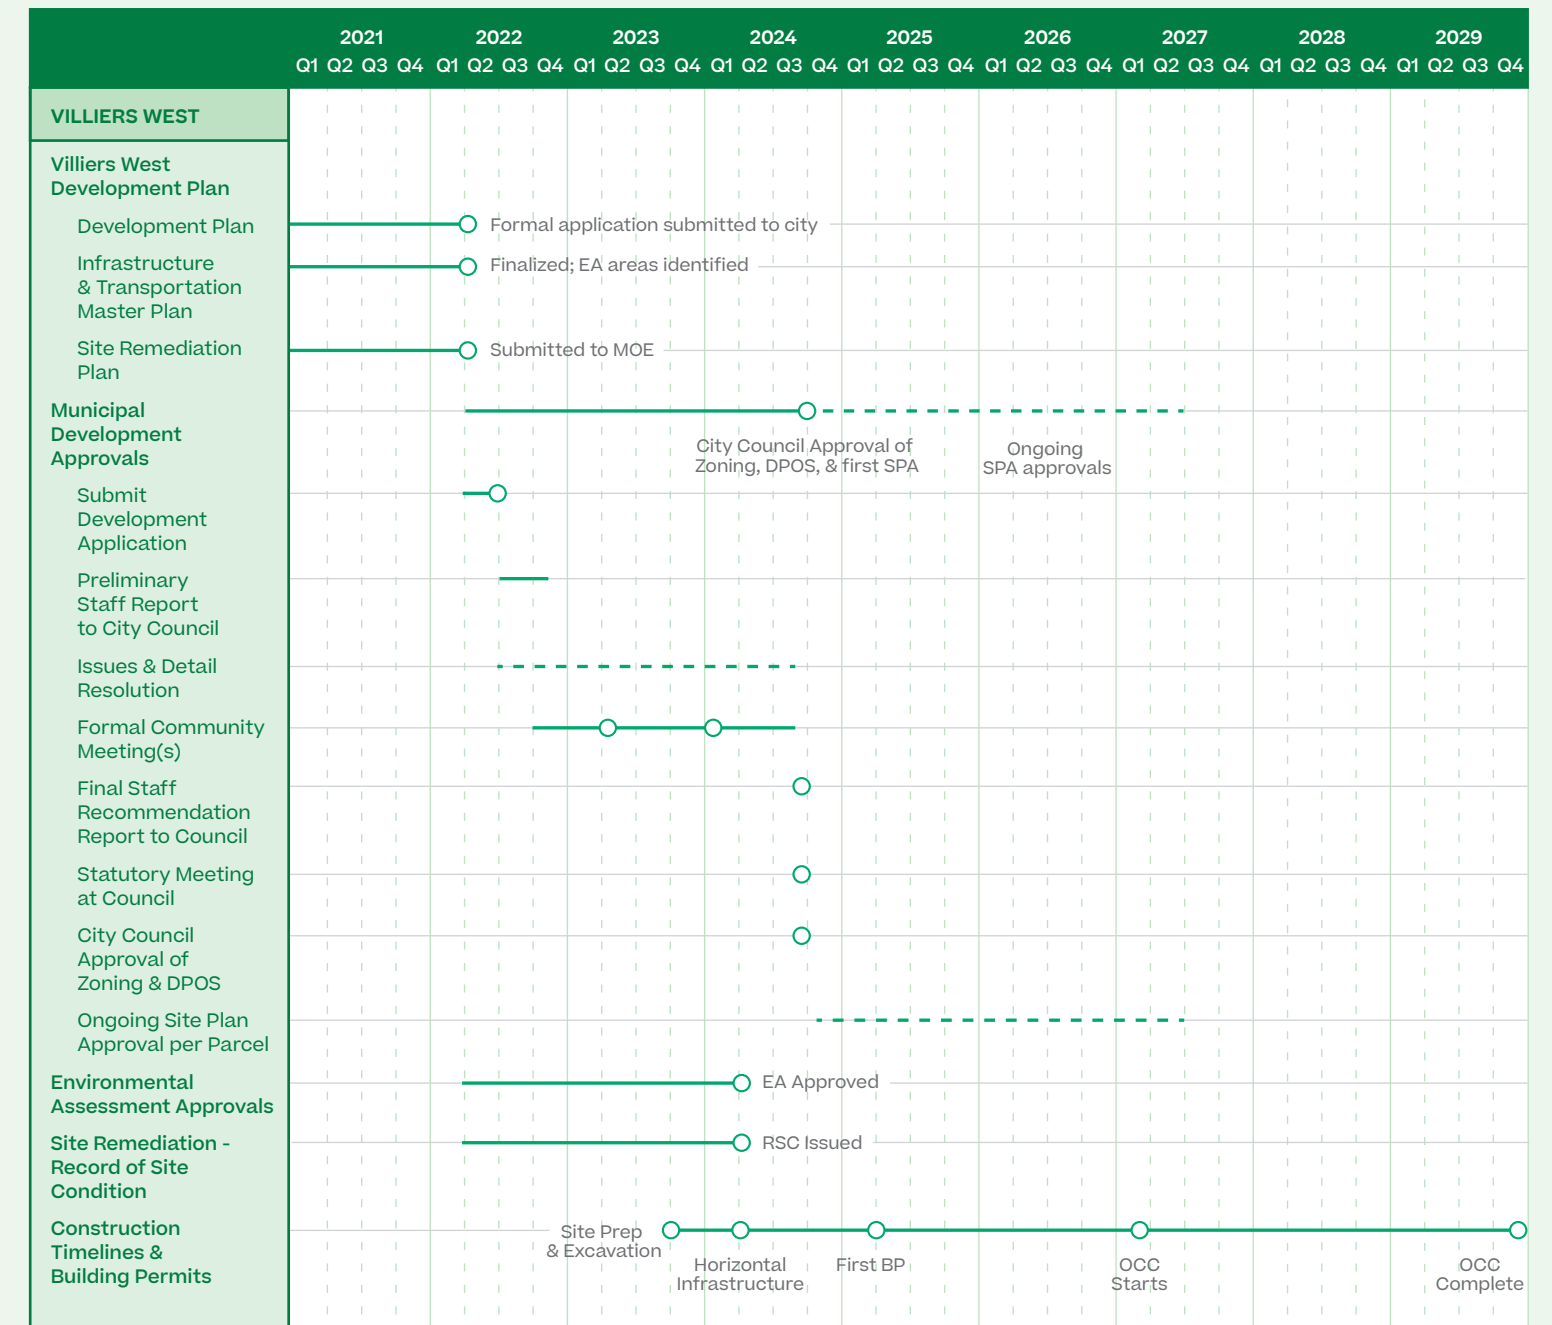 2021 2022 2023 2024 2025 2026 2027 2028 2029
Q1 Q2 Q3 Q4 Q1 Q2 Q3 Q4 Q1 Q2 Q3 Q4 Q1 Q2 Q3 Q4 Q1 Q2 Q3 Q4 Q1 Q2 Q3 Q4 Q1 Q2 Q3 Q4 Q1 Q2 Q3 Q4 Q1 Q2 Q3 Q4
VILLIERS WEST
Villiers West
Development Plan
Development Plan
Formal application submitted to city
Infrastructure
& Transportation
Master Plan
Finalized; EA areas identified
Site Remediation
Plan
Submitted to MOE
Municipal
Development
Approvals
City Council Approval of
Zoning, DPOS, & first SPA
Ongoing
SPA approvals
Submit
Development
Application
Preliminary
Staff Report
to City Council
Issues & Detail
Resolution
Formal Community
Meeting(s)
Final Staff
Recommendation
Report to Council
Statutory Meeting
at Council
City Council
Approval of
Zoning & DPOS
Ongoing Site Plan
Approval per Parcel
Environmental
Assessment Approvals
EA Approved
Site Remediation -
Record of Site
Condition
RSC Issued
Construction
Timelines &
Building Permits
Site Prep
& Excavation
Horizontal
Infrastructure
First BP
OCC
Starts
OCC
Complete